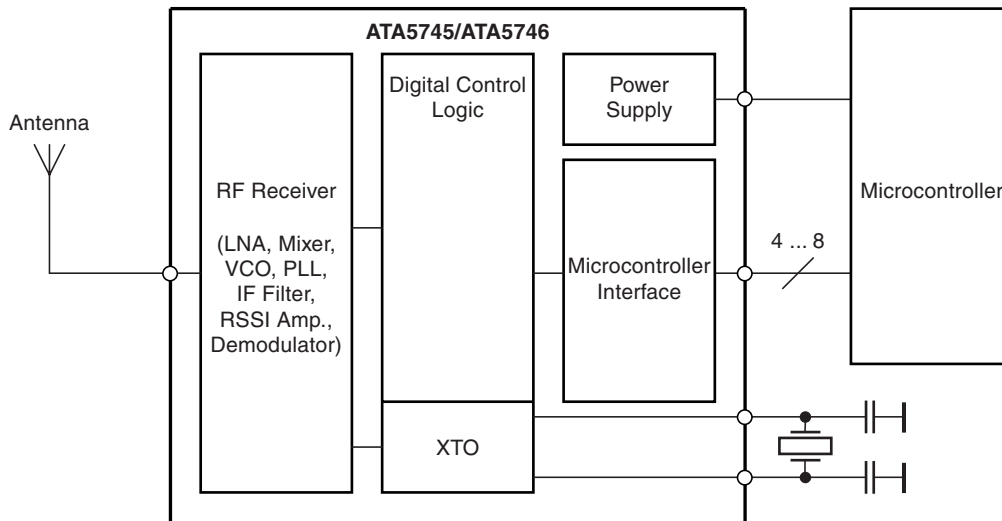 ATA5745/ATA5746
Antenna
RF Receiver
(LNA, Mixer,
VCO, PLL,
IF Filter,
RSSI Amp.,
Demodulator)
Digital Control
Logic
XTO
Power
Supply
Microcontroller
Interface
4 ... 8
Microcontroller